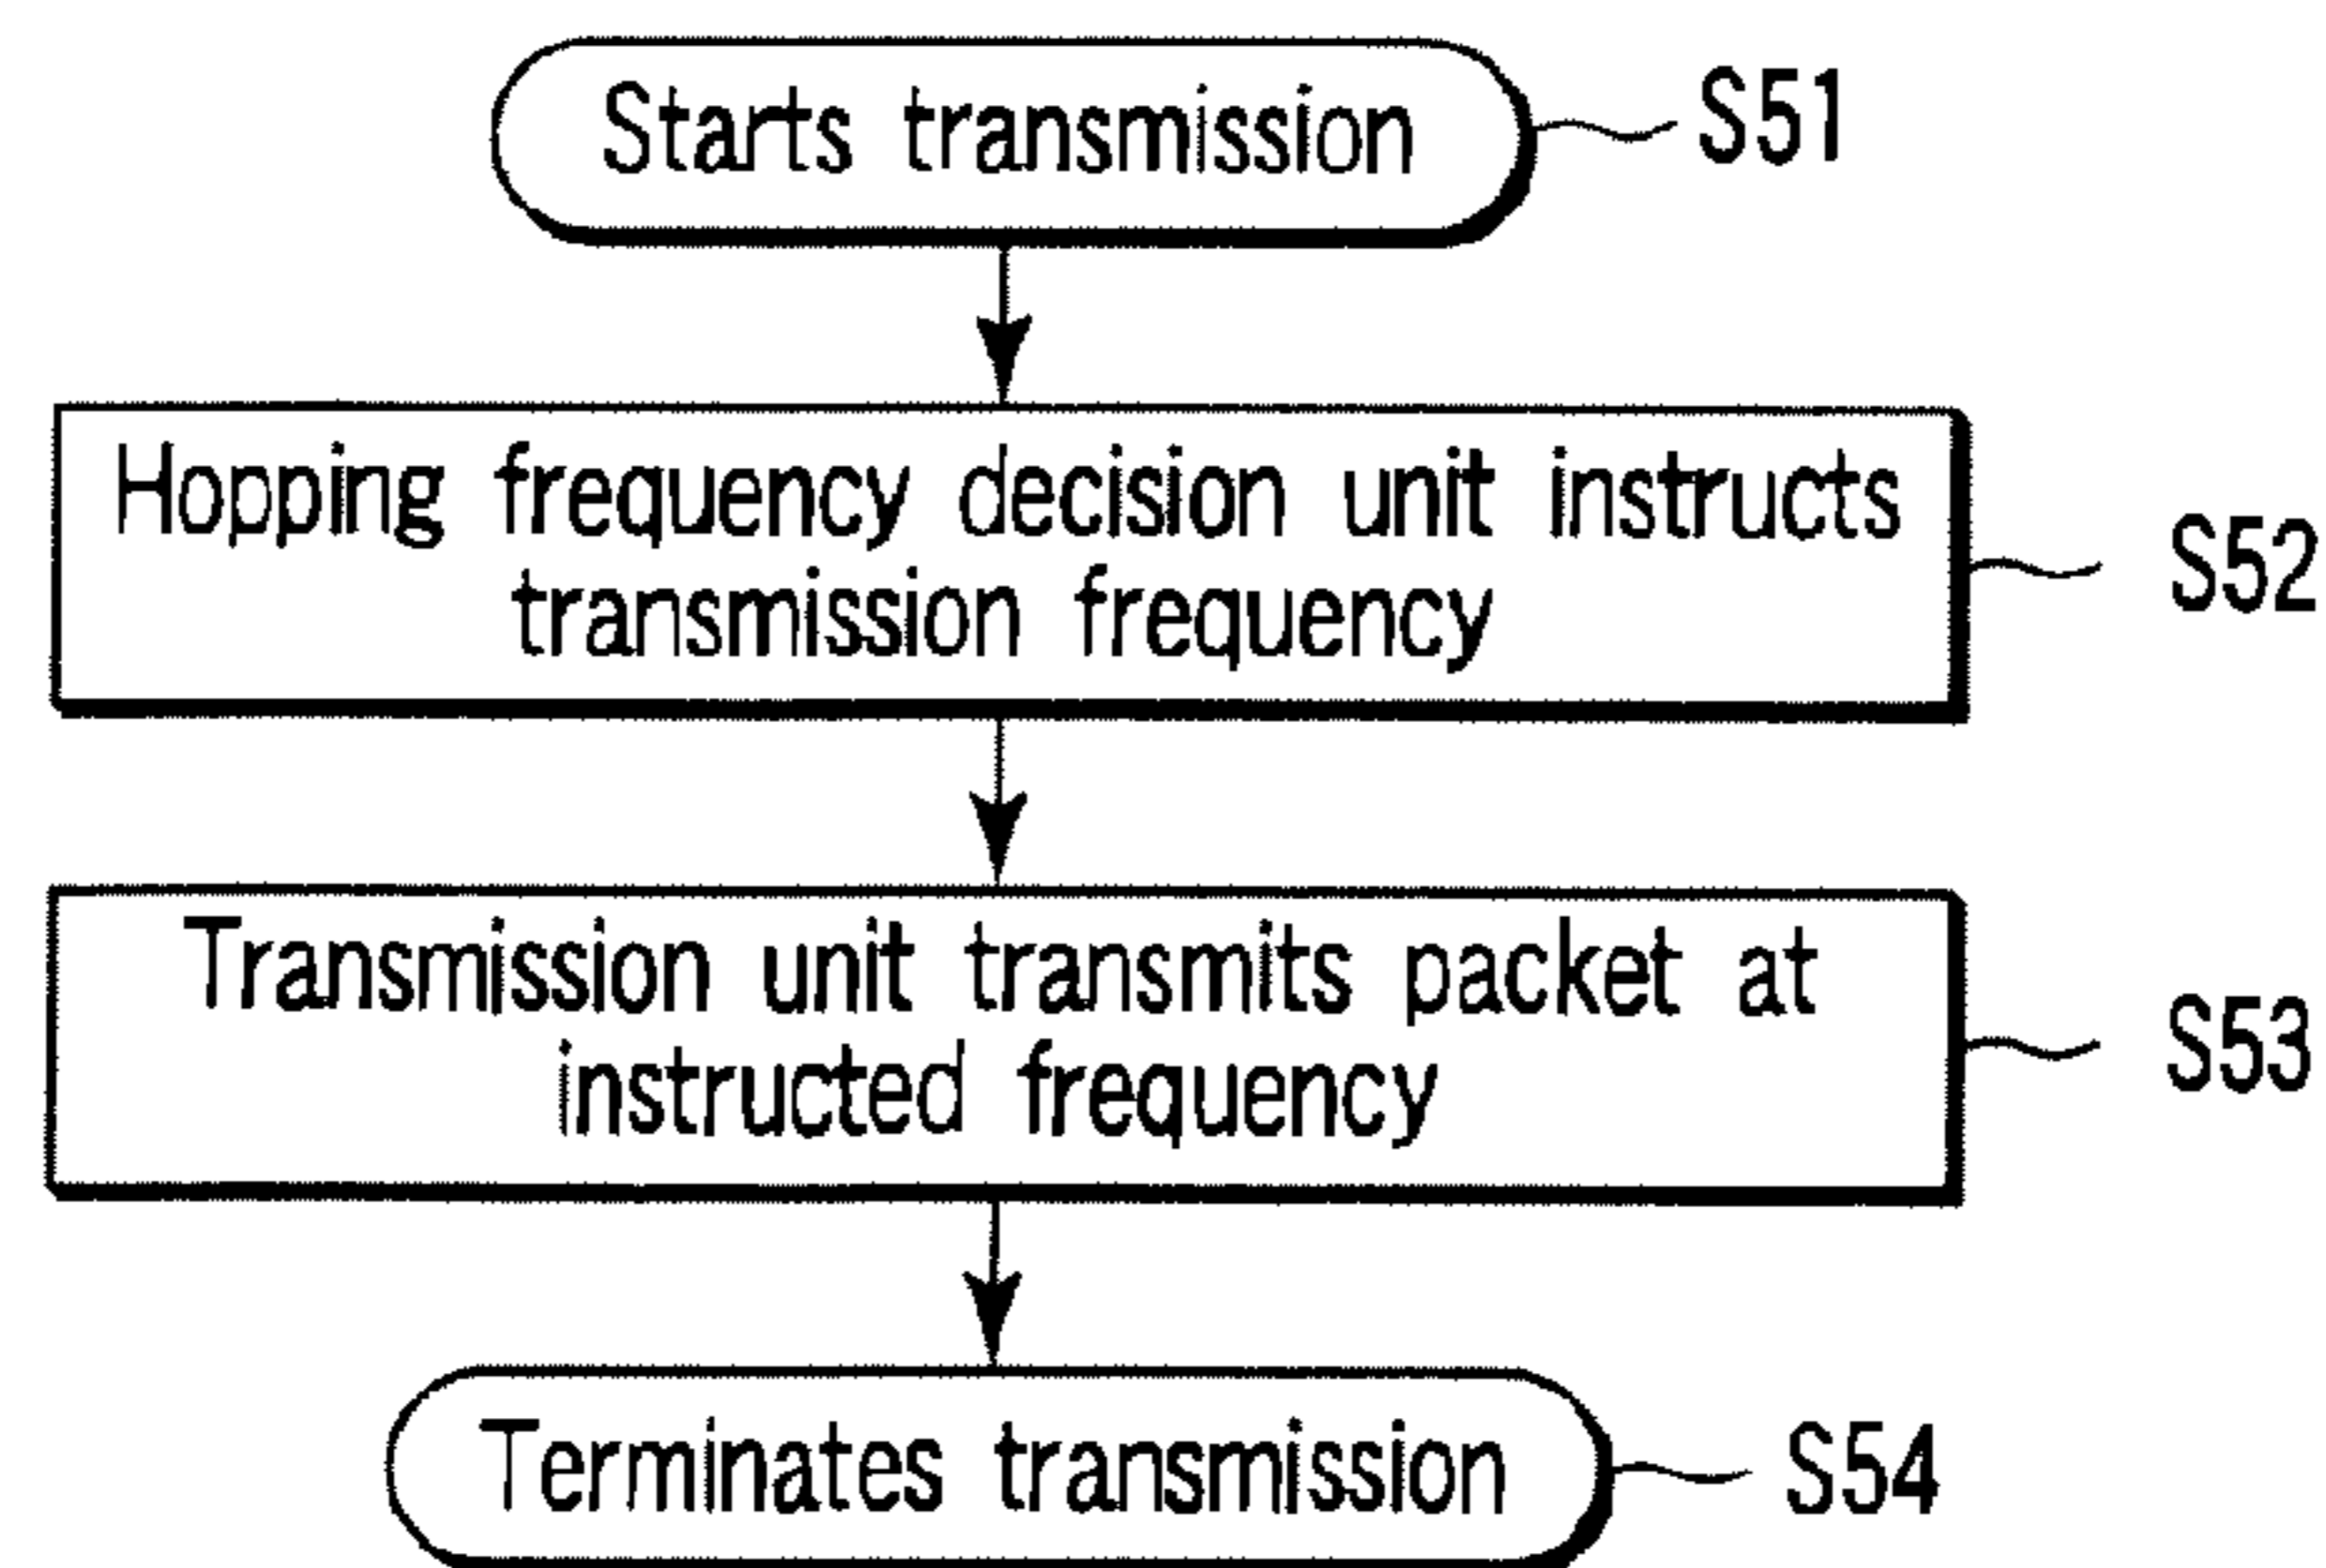 Starts transmission
S51
Hopping frequency decision unit instructs
transmission frequency
S52
Transmission unit transmits packet at
instructed frequency
S53
Terminates transmission
S54